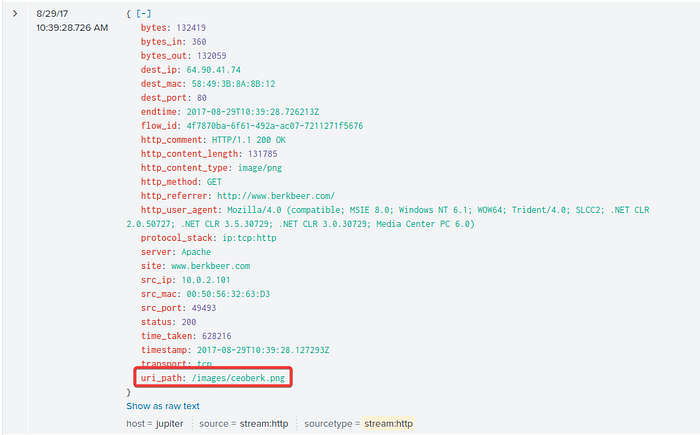 8/29/17
10:39:28.726 AM
{ [-]
bytes: 132419
bytes_in: 360
bytes_out: 132059
dest_ip: 64.90.41.74
dest_mac: 58:49:3B:8A:8B:12
dest_port: 80
endtime: 2017-08-29T10:39:28.726213Z
flow_id: 4f7870ba-6f61-492a-ac07-7211271f5676
http_comment: HTTP/1.1 200 OK
http_content_length: 131785
http_content_type: image/png
http_method: GET
http_referrer: http://www.berkbeer.com/
http_user_agent: Mozilla/4.0 (compatible; MSIE 8.0; Windows NT 6.1; WOW64; Trident/4.0; SLCC2; .NET CLR
2.0.50727; .NET CLR 3.5.30729; .NET CLR 3.0.30729; Media Center PC 6.0)
protocol_stack: ip:tcp:http
server: Apache
site: www.berkbeer.com
src_ip: 10.0.2.101
src_mac: 00:50:56:32:63:D3
src_port: 49493
status: 200
time_taken: 628216
timestamp: 2017-08-29T10:39:28.127293Z
transport: tcp
uri_path: /images/ceoberk.png
}
Show as raw text
host = jupiter source = stream:http sourcetype = stream:http